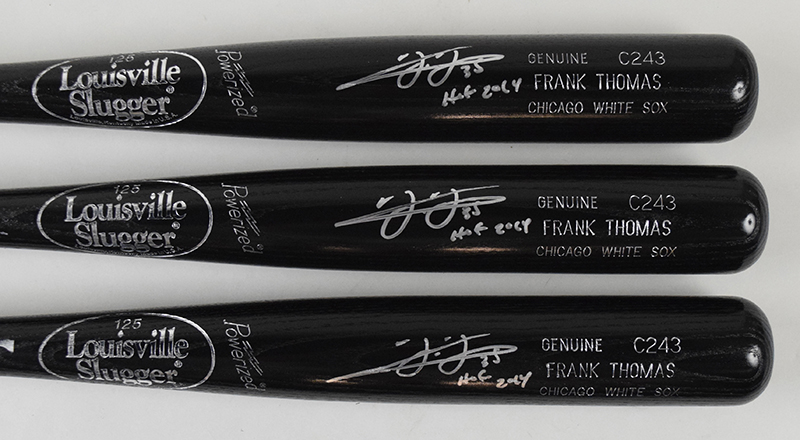 125
Louisville
Slugger®
Powerized
35
HoF 2014
GENUINE C243
FRANK THOMAS
CHICAGO WHITE SOX
125
Louisville
Slugger®
Powerized
35
HoF 2014
GENUINE C243
FRANK THOMAS
CHICAGO WHITE SOX
125
Louisville
Slugger®
Powerized
35
HoF 2014
GENUINE C243
FRANK THOMAS
CHICAGO WHITE SOX